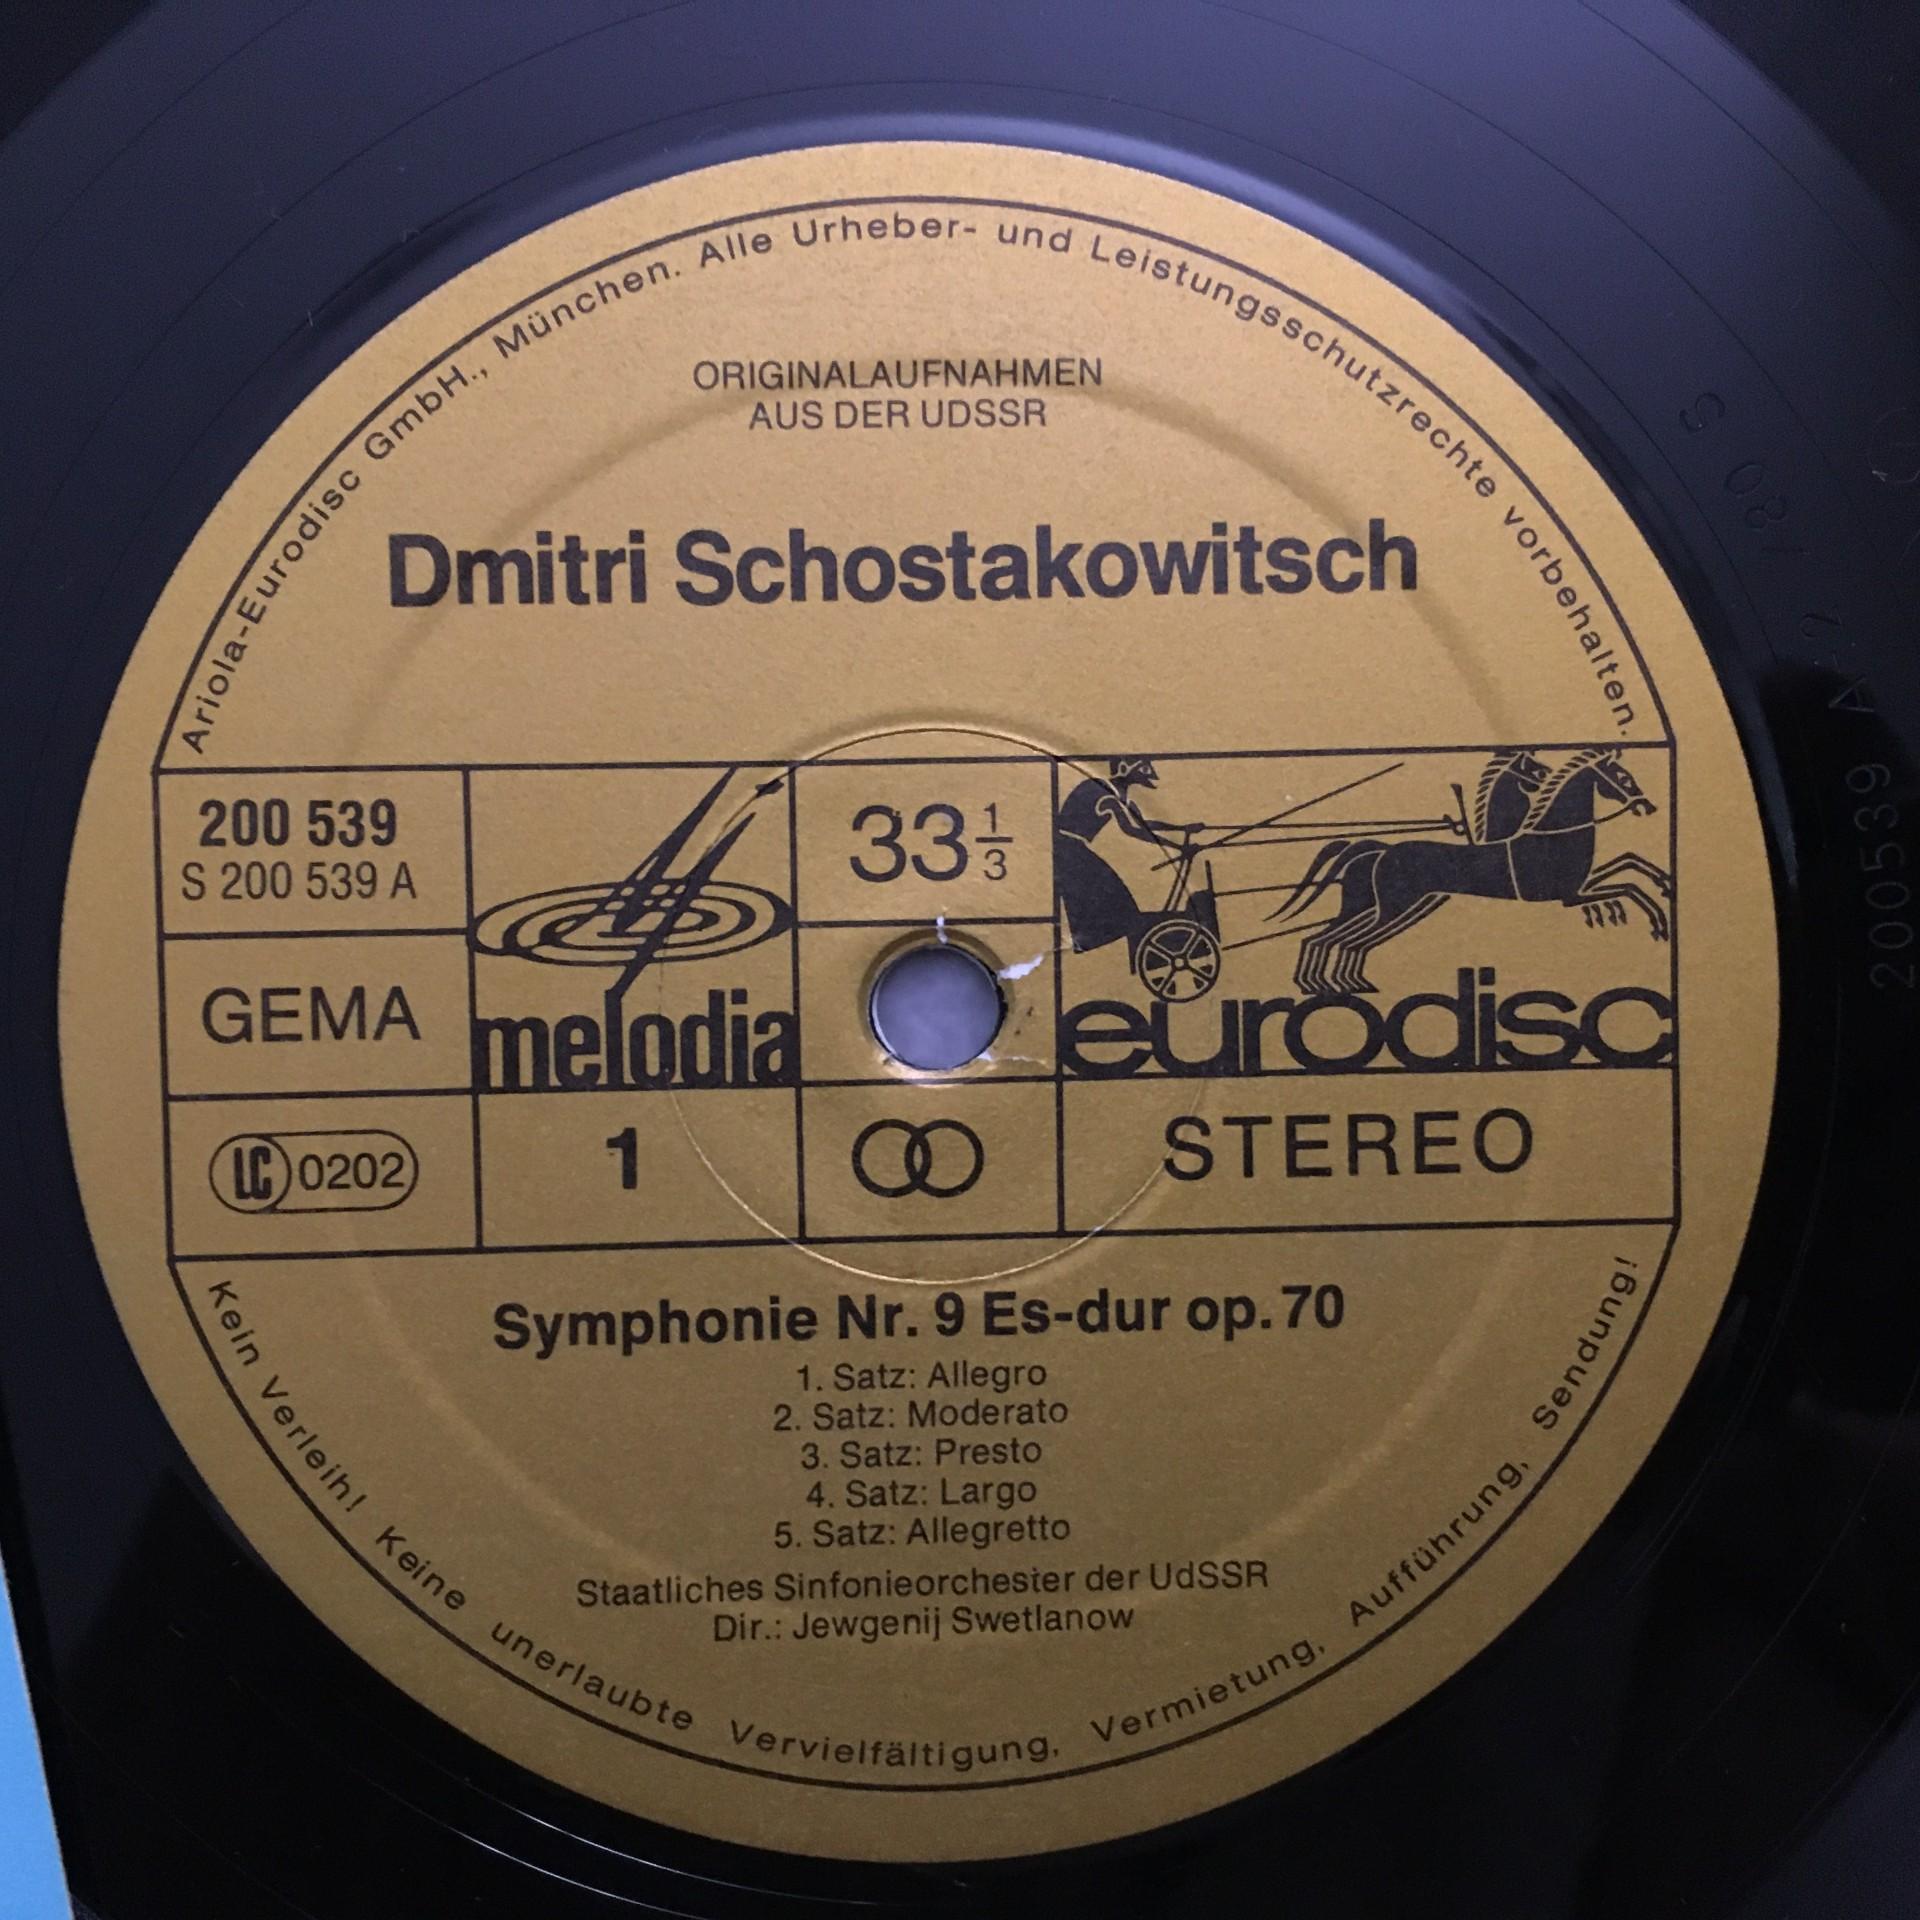 Ariola-Eurodisc GmbH., München. Alle Urheber- und Leistungsschutzrechte vorbehalten.
ORIGINALAUFNAHMEN
AUS DER UDSSR
Dmitri Schostakowitsch
200 539
S 200 539 A
GEMA
LC 0202
melodia
1
33 1/3
eurodisc
STEREO
Symphonie Nr. 9 Es-dur op. 70
1. Satz: Allegro
2. Satz: Moderato
3. Satz: Presto
4. Satz: Largo
5. Satz: Allegretto
Staatliches Sinfonieorchester der UdSSR
Dir.: Jewgenij Swetlanow
Kein Verleih! Keine unerlaubte Vervielfältigung, Vermietung, Aufführung, Sendung!
200539 A